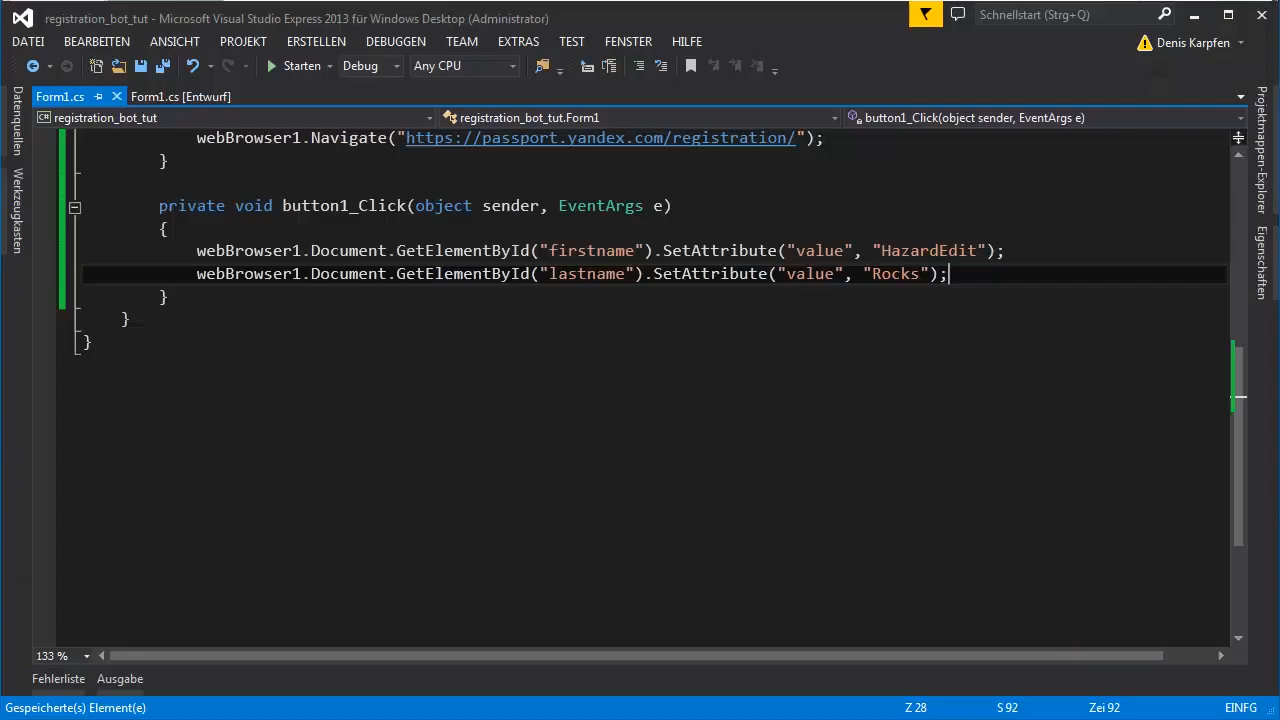 registration_bot_tut - Microsoft Visual Studio Express 2013 für Windows Desktop (Administrator)
Schnellstart (Strg+Q)
DATEI BEARBEITEN ANSICHT PROJEKT ERSTELLEN DEBUGGEN TEAM EXTRAS TEST FENSTER HILFE
Denis Karpfen
Starten Debug Any CPU
Form1.cs Form1.cs [Entwurf]
registration_bot_tut registration_bot_tut.Form1 button1_Click(object sender, EventArgs e)
Datenquellen
Werkzeugkasten
webBrowser1.Navigate("https://passport.yandex.com/registration/");
}
private void button1_Click(object sender, EventArgs e)
{
webBrowser1.Document.GetElementById("firstname").SetAttribute("value", "HazardEdit");
webBrowser1.Document.GetElementById("lastname").SetAttribute("value", "Rocks");
}
}
}
Projektmappen-Explorer
Eigenschaften
133 %
Fehlerliste Ausgabe
Gespeicherte(s) Element(e) Z 28 S 92 Zei 92 EINFG